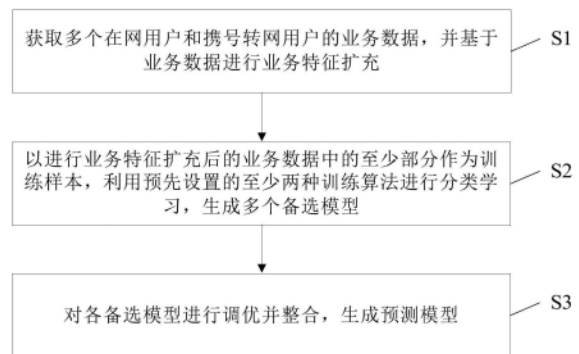 获取多个在网用户和携号转网用户的业务数据，并基于
业务数据进行业务特征扩充
S1
以进行业务特征扩充后的业务数据中的至少部分作为训
练样本，利用预先设置的至少两种训练算法进行分类学
习，生成多个备选模型
S2
对各备选模型进行调优并整合，生成预测模型
S3